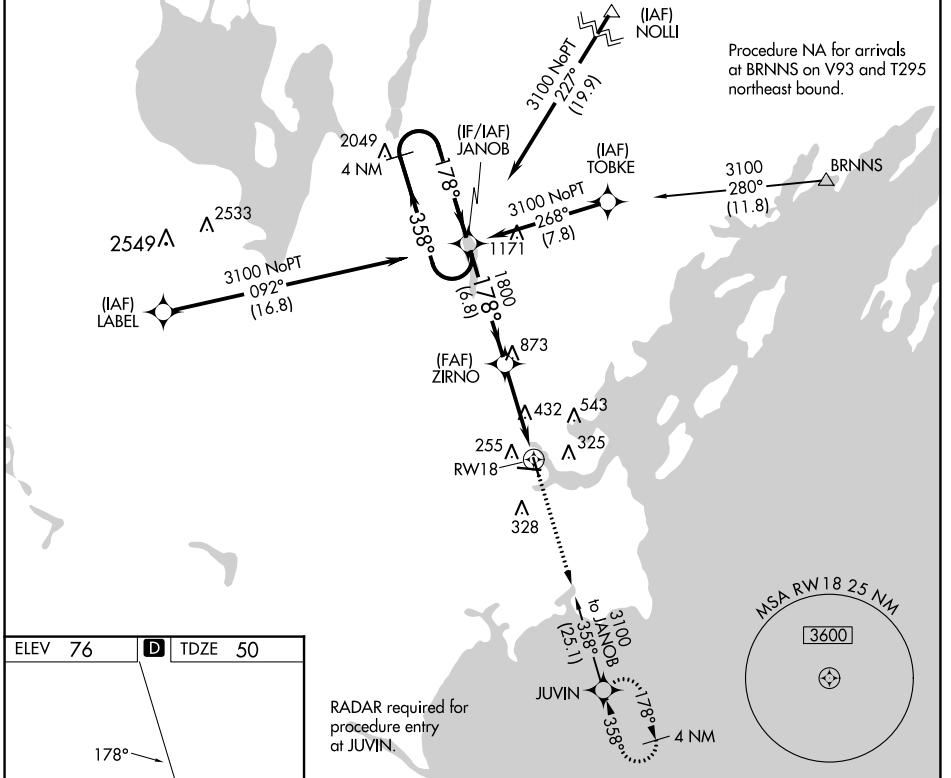 (IAF)
NOLLI
Procedure NA for arrivals
at BRNNS on V93 and T295
northeast bound.
3100 NoPT
227°
(19.9)
2049
4 NM
(IF/IAF)
JANOB
178°
358°
(IAF)
TOBKE
3100
280°
(11.8)
BRNNS
3100 NoPT
268°
(7.8)
1171
2533
2549
3100 NoPT
092°
(16.8)
(IAF)
LABEL
1800
178°
(6.8)
873
(FAF)
ZIRNO
432
543
255
325
RW18
328
MSA RW18 25 NM
3600
3100
to JANOB
358°
(25.1)
JUVIN
178°
358°
4 NM
RADAR required for
procedure entry
at JUVIN.
ELEV 76 D TDZE 50
178°